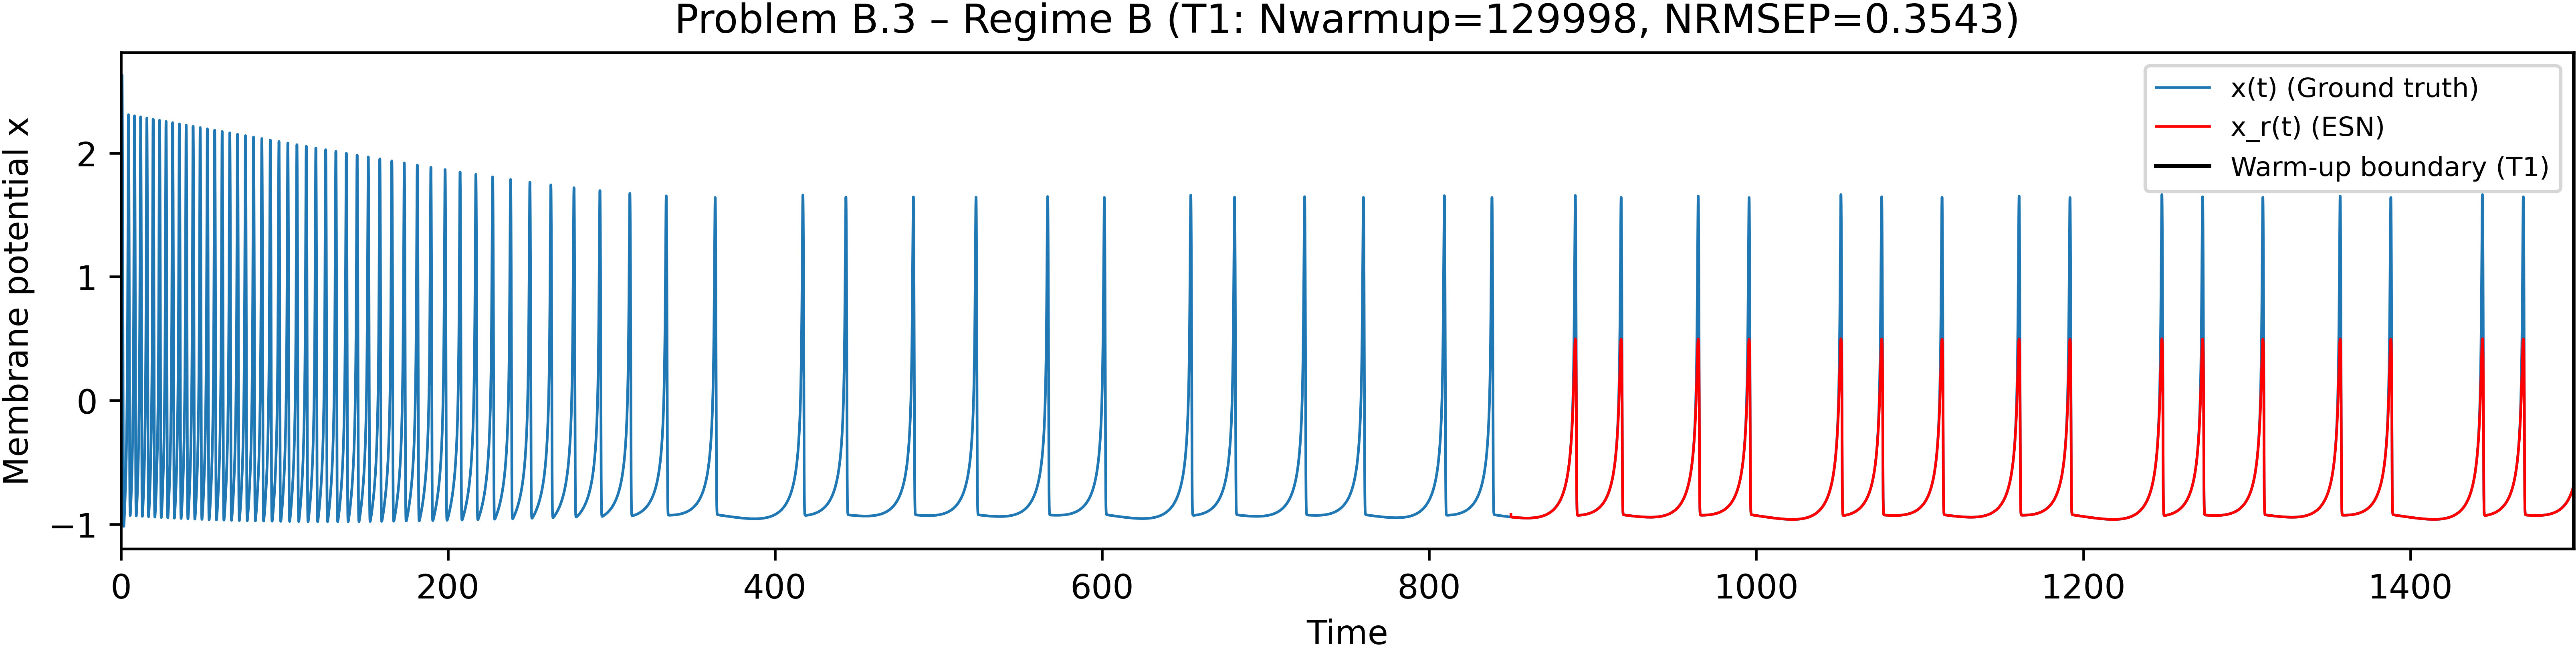 Problem B.3 – Regime B (T1: Nwarmup=129998, NRMSEP=0.3543)
Membrane potential x
2
1
0
−1
x(t) (Ground truth)
x_r(t) (ESN)
Warm-up boundary (T1)
0 200 400 600 800 1000 1200 1400
Time